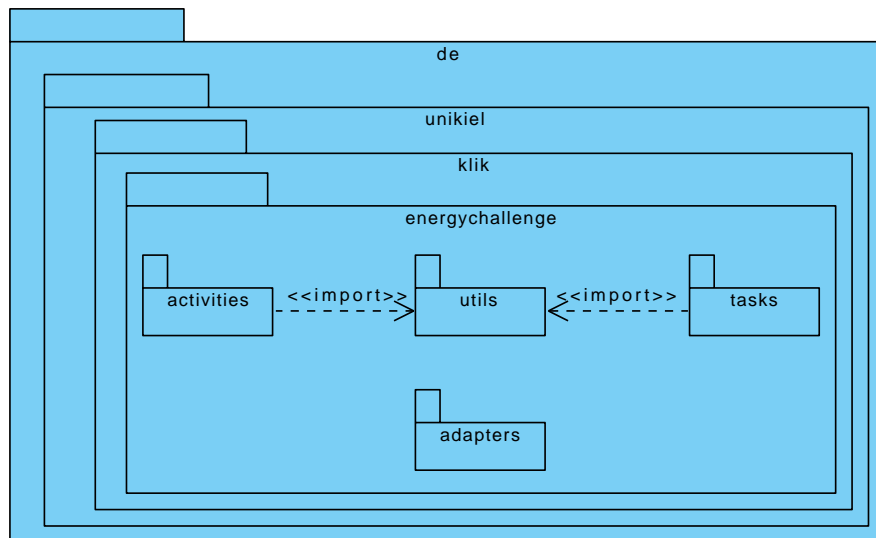 de
unikiel
klik
energychallenge
activities
<<import>>
utils
<<import>>
tasks
adapters